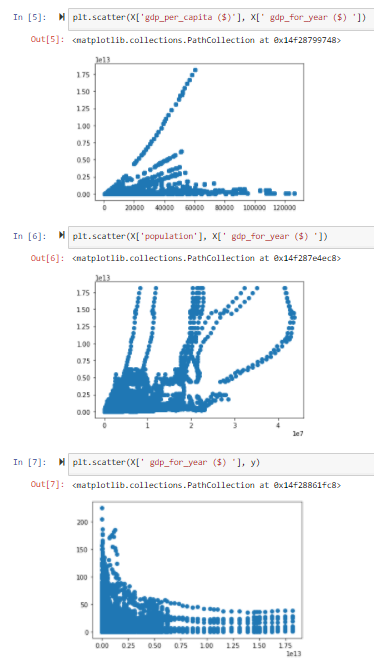 In [5]: plt.scatter(X['gdp_per_capita ($)'], X[' gdp_for_year ($) '])
Out[5]: <matplotlib.collections.PathCollection at 0x14f28799748>
1e13
1.75
1.50
1.25
1.00
0.75
0.50
0.25
0.00
0 20000 40000 60000 80000 100000 120000
In [6]: plt.scatter(X['population'], X[' gdp_for_year ($) '])
Out[6]: <matplotlib.collections.PathCollection at 0x14f287e4ec8>
1e13
1.75
1.50
1.25
1.00
0.75
0.50
0.25
0.00
0 1 2 3 4
1e7
In [7]: plt.scatter(X[' gdp_for_year ($) '], y)
Out[7]: <matplotlib.collections.PathCollection at 0x14f28861fc8>
200
150
100
50
0
0.00 0.25 0.50 0.75 1.00 1.25 1.50 1.75
1e13